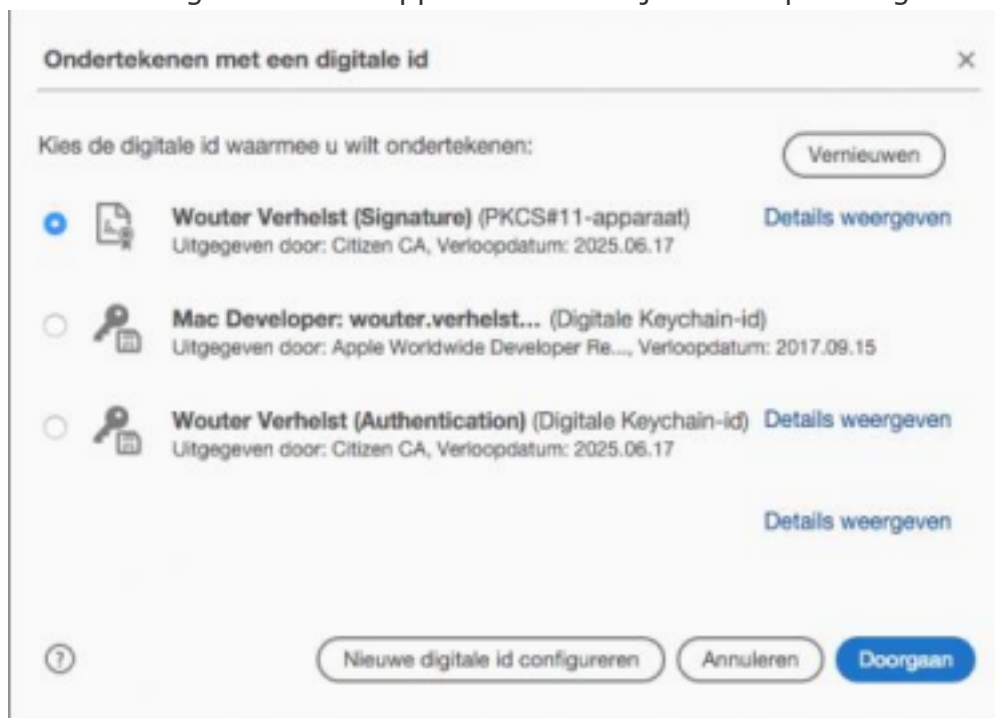 Ondertekenen met een digitale id
Kies de digitale id waarmee u wilt ondertekenen:
Vernieuwen
Wouter Verhelst (Signature) (PKCS#11-apparaat) Details weergeven
Uitgegeven door: Citizen CA, Verloopdatum: 2025.06.17
Mac Developer: wouter.verhelst... (Digitale Keychain-id)
Uitgegeven door: Apple Worldwide Developer Re..., Verloopdatum: 2017.09.15
Wouter Verhelst (Authentication) (Digitale Keychain-id) Details weergeven
Uitgegeven door: Citizen CA, Verloopdatum: 2025.06.17
Details weergeven
Nieuwe digitale id configureren Annuleren Doorgaan